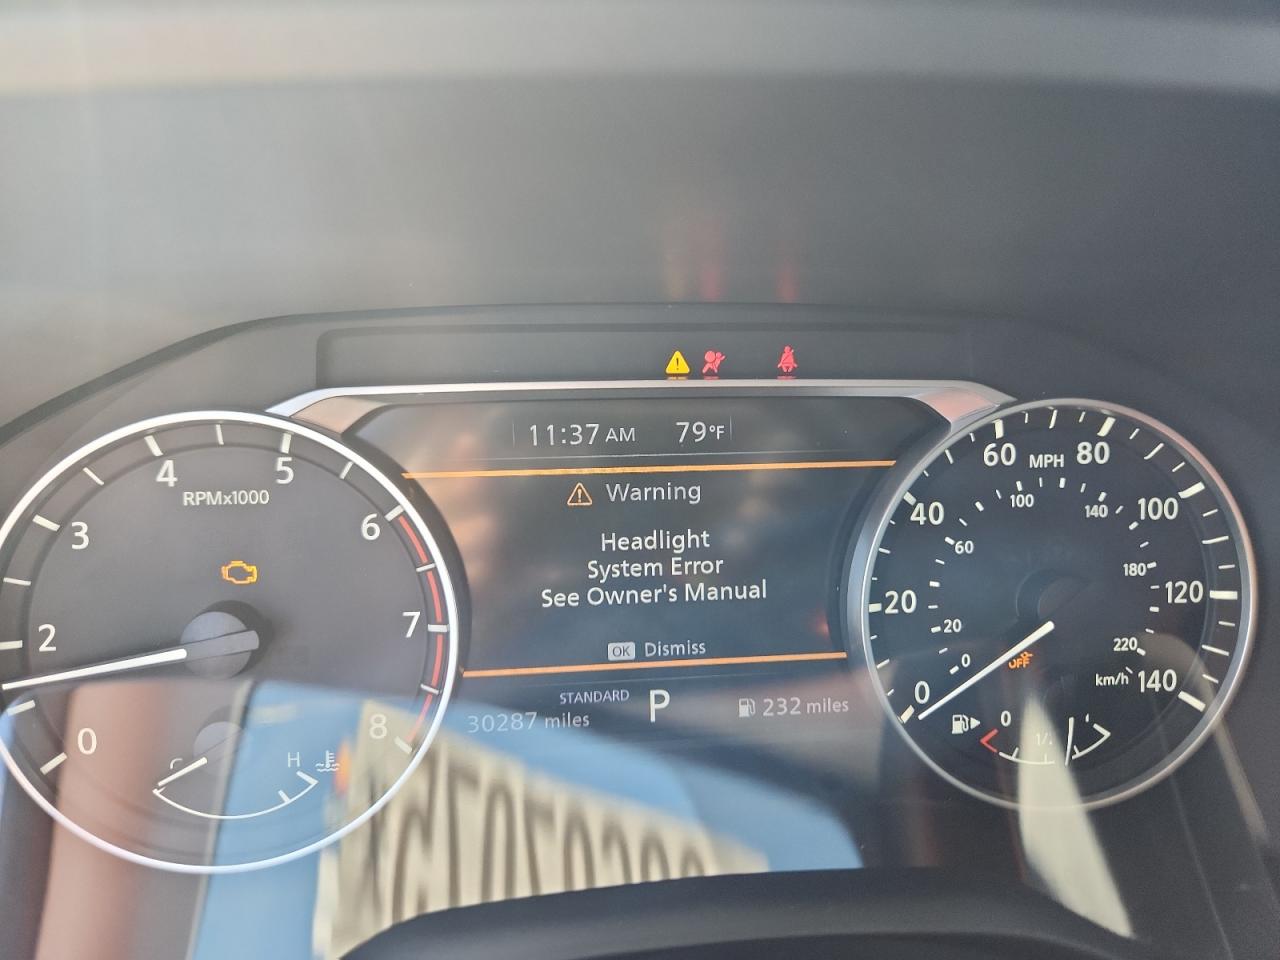 11:37 AM 79°F
Warning
Headlight
System Error
See Owner's Manual
OK Dismiss
STANDARD
30287 miles
P
232 miles
0
2
3
4
5
6
7
8
RPMx1000
C
H
0
20
40
60
80
100
120
140
MPH
0
20
60
100
140
180
220
km/h
OFF
0
1/2